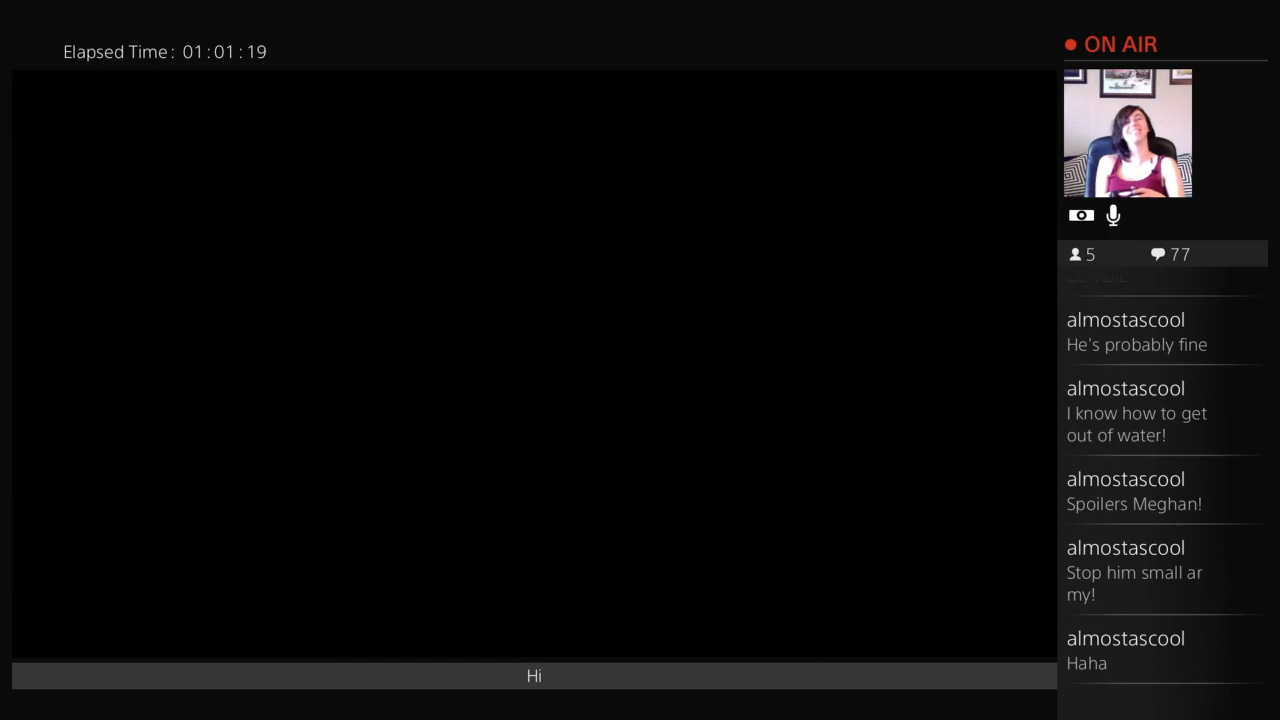 Elapsed Time: 01:01:19
ON AIR
5
77
almostascool
He's probably fine
almostascool
I know how to get
out of water!
almostascool
Spoilers Meghan!
almostascool
Stop him small ar
my!
almostascool
Haha
Hi